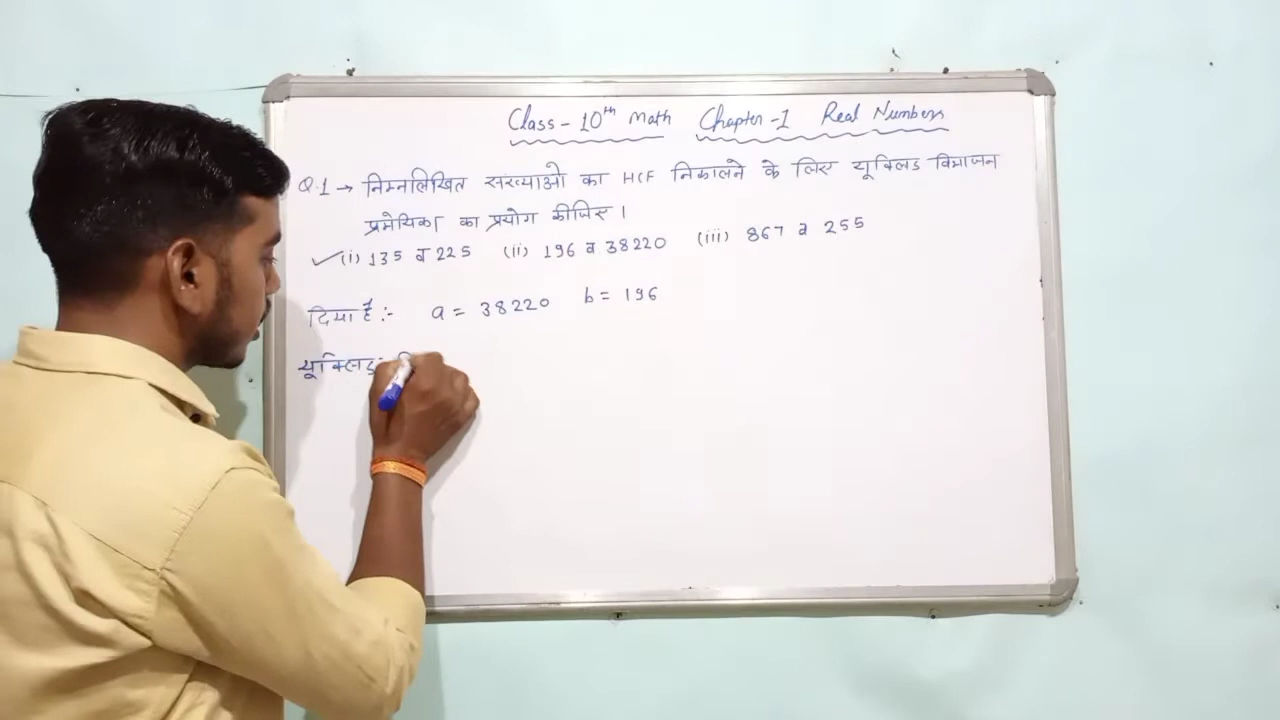 Class - 10th Math Chapter -1 Real Numbers
Q.1 → निम्नलिखित संख्याओ का HCF निकालने के लिए यूक्लिड विभाजन
प्रमेयिका का प्रयोग कीजिए ।
✓(i) 135 व 225 (ii) 196 व 38220 (iii) 867 व 255
दिया है :- a = 38220 b = 196
यूक्लिड